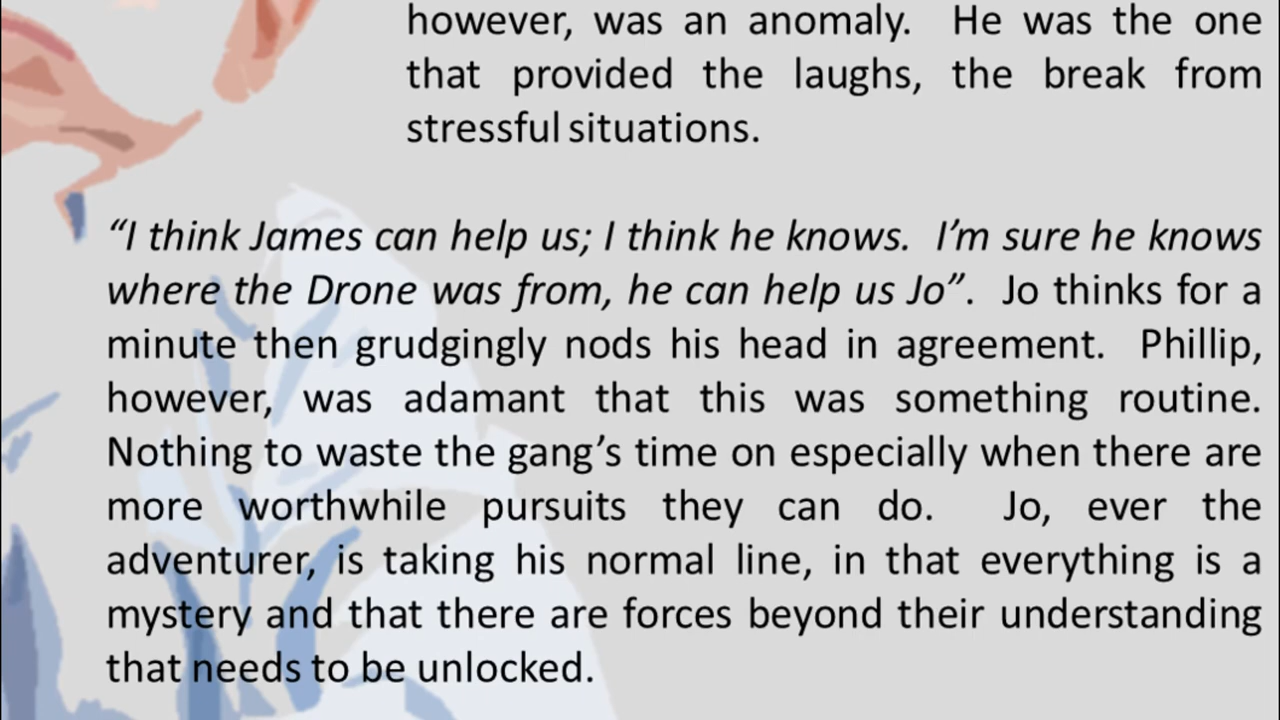 however, was an anomaly. He was the one
that provided the laughs, the break from
stressful situations.
“I think James can help us; I think he knows. I’m sure he knows
where the Drone was from, he can help us Jo”. Jo thinks for a
minute then grudgingly nods his head in agreement. Phillip,
however, was adamant that this was something routine.
Nothing to waste the gang’s time on especially when there are
more worthwhile pursuits they can do. Jo, ever the
adventurer, is taking his normal line, in that everything is a
mystery and that there are forces beyond their understanding
that needs to be unlocked.